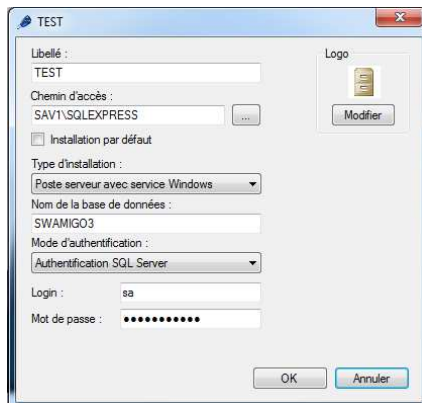 TEST
Libellé :
TEST
Logo
Chemin d'accès :
SAV1\SQLEXPRESS
...
Modifier
Installation par défaut
Type d'installation :
Poste serveur avec service Windows
Nom de la base de données :
SWAMIGO3
Mode d'authentification :
Authentification SQL Server
Login :
sa
Mot de passe :
●●●●●●●●●●●
OK
Annuler